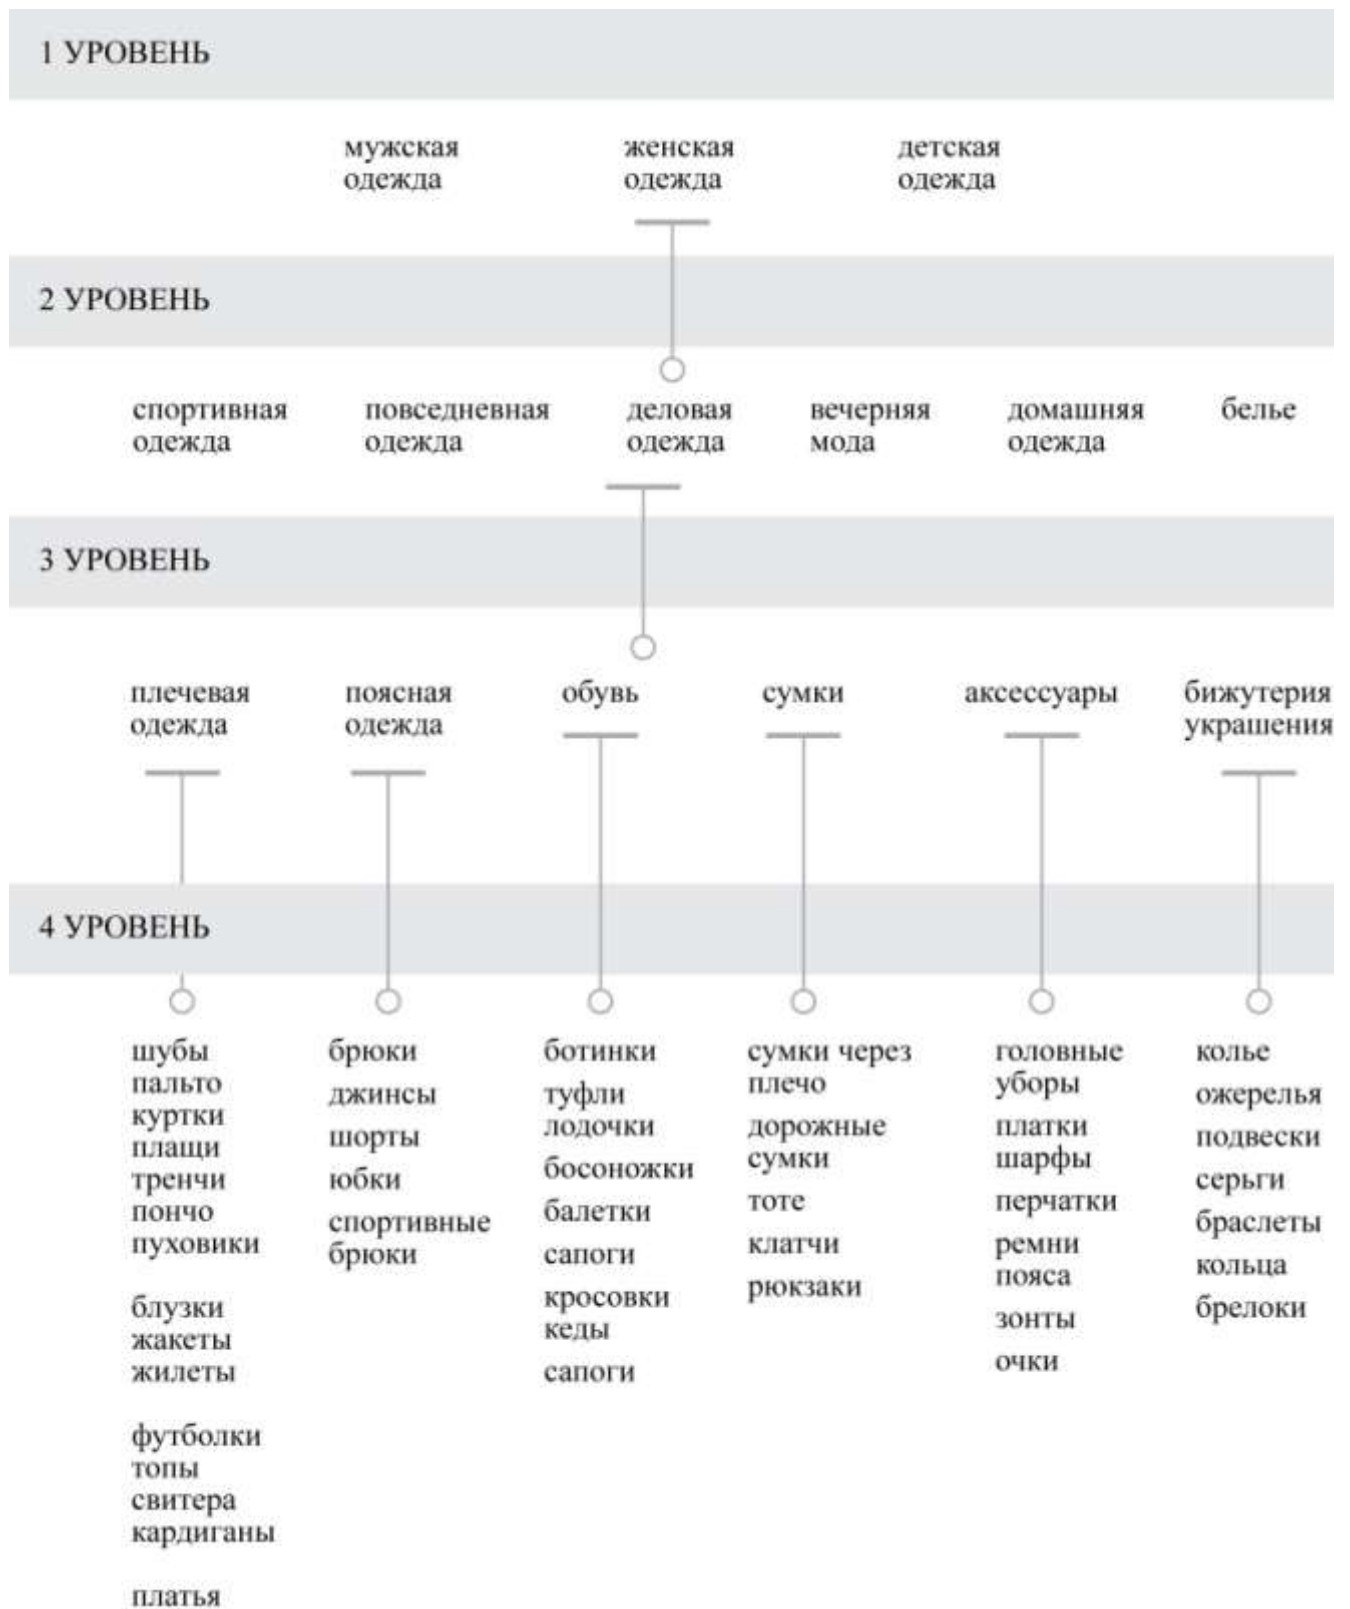 1 УРОВЕНЬ
мужская
одежда
женская
одежда
детская
одежда
2 УРОВЕНЬ
спортивная
одежда
повседневная
одежда
деловая
одежда
вечерняя
мода
домашняя
одежда
белье
3 УРОВЕНЬ
плечевая
одежда
поясная
одежда
обувь
сумки
аксессуары
бижутерия
украшения
4 УРОВЕНЬ
шубы
пальто
куртки
плащи
тренчи
пончо
пуховики
блузки
жакеты
жилеты
футболки
топы
свитера
кардиганы
платья
брюки
джинсы
шорты
юбки
спортивные
брюки
ботинки
туфли
лодочки
босоножки
балетки
сапоги
кросовки
кеды
сапоги
сумки через
плечо
дорожные
сумки
тоте
клатчи
рюкзаки
головные
уборы
платки
шарфы
перчатки
ремни
пояса
зонты
очки
колье
ожерелья
подвески
серьги
браслеты
кольца
брелоки